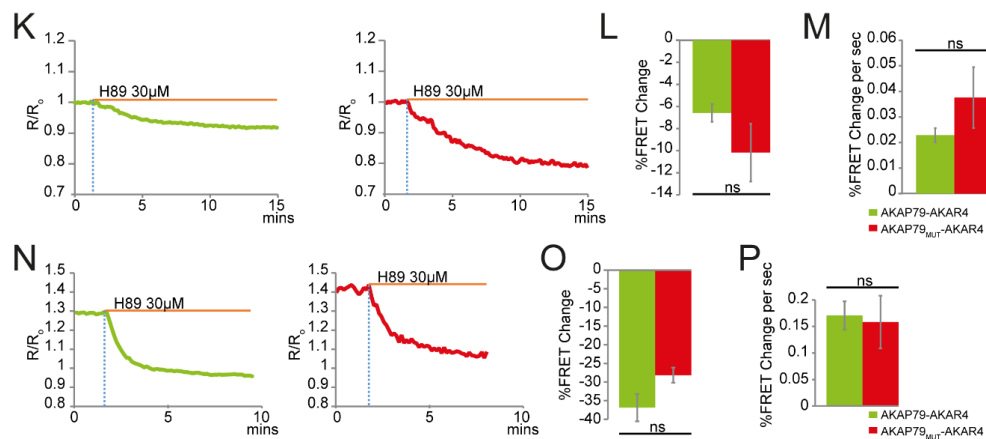 K
1.2
1.1
1
0.9
0.8
0.7
R/Ro
H89 30µM
0 5 10 15
mins
1.2
1.1
1
0.9
0.8
0.7
R/Ro
H89 30µM
0 5 10 15
mins
L
0
-2
-4
-6
-8
-10
-12
-14
%FRET Change
ns
M
0.06
0.05
0.04
0.03
0.02
0.01
0
%FRET Change per sec
ns
AKAP79-AKAR4
AKAP79MUT-AKAR4
N
1.5
1.4
1.3
1.2
1.1
1
0.9
0.8
R/Ro
H89 30µM
0 5 10
mins
1.5
1.4
1.3
1.2
1.1
1
0.9
0.8
R/Ro
H89 30µM
0 5 10
mins
O
0
-5
-10
-15
-20
-25
-30
-35
-40
%FRET Change
ns
P
0.2
0.15
0.1
0.05
0
%FRET Change per sec
ns
AKAP79-AKAR4
AKAP79MUT-AKAR4